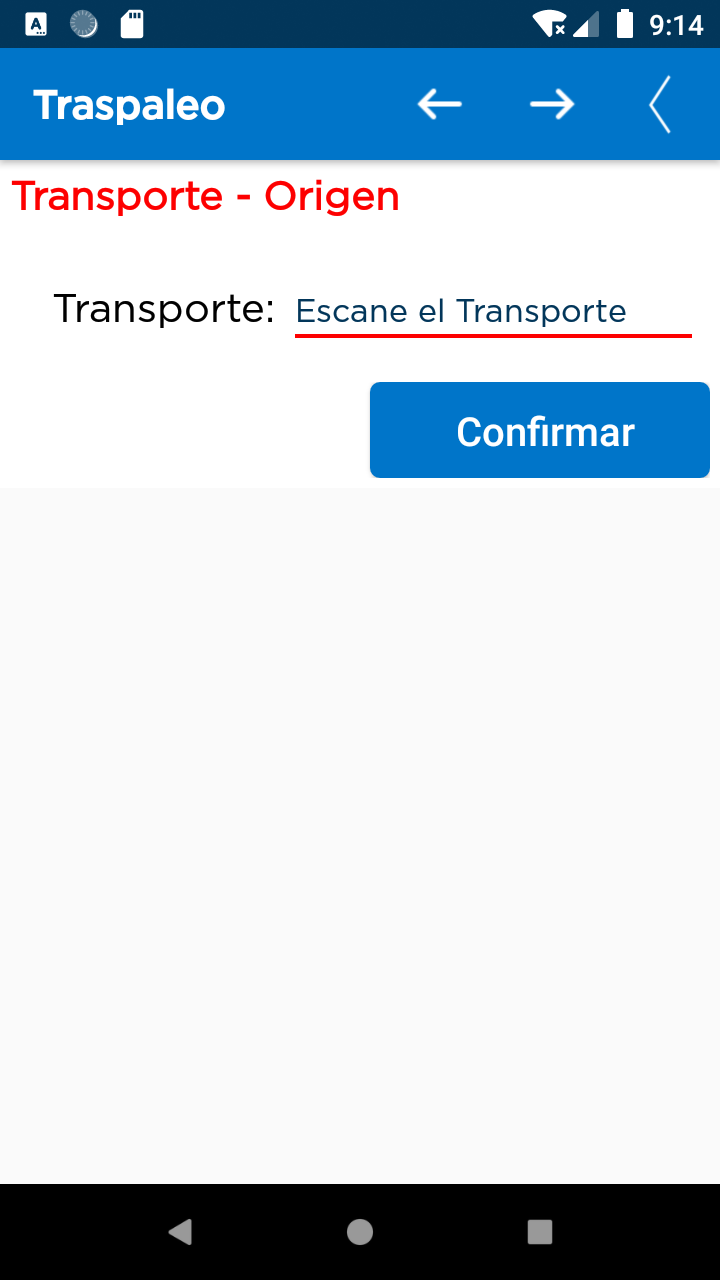 9:14
Traspaleo
Transporte - Origen
Transporte: Escane el Transporte
Confirmar